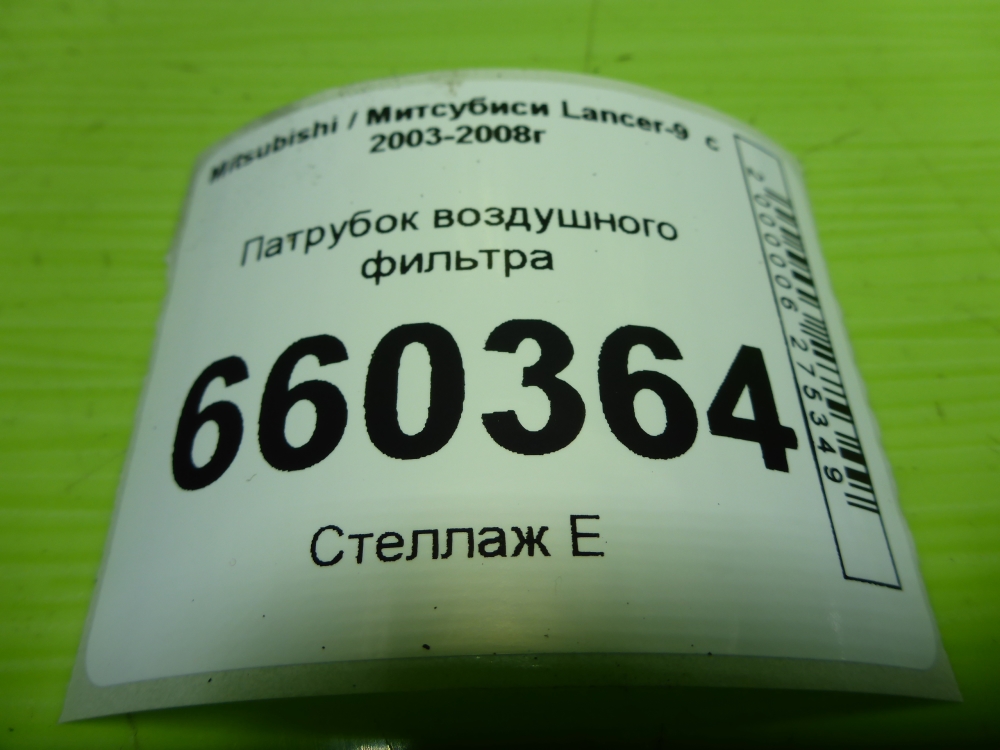 Mitsubishi / Митсубиси Lancer-9 с
2003-2008г
Патрубок воздушного
фильтра
660364
Стеллаж Е
2000006275349